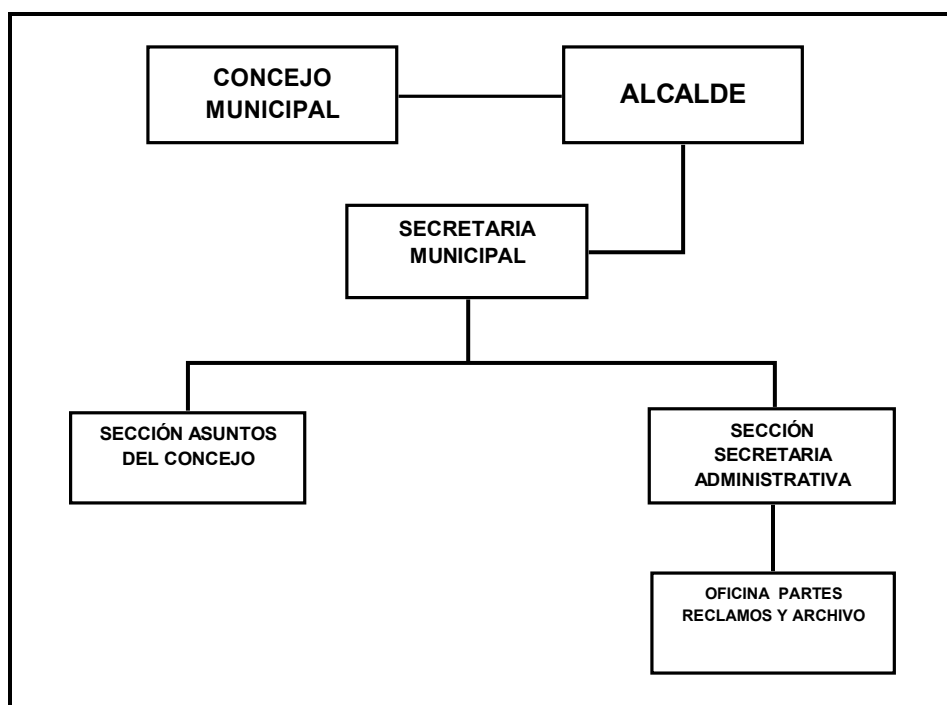 CONCEJO
MUNICIPAL
ALCALDE
SECRETARIA
MUNICIPAL
SECCIÓN ASUNTOS
DEL CONCEJO
SECCIÓN
SECRETARIA
ADMINISTRATIVA
OFICINA PARTES
RECLAMOS Y ARCHIVO